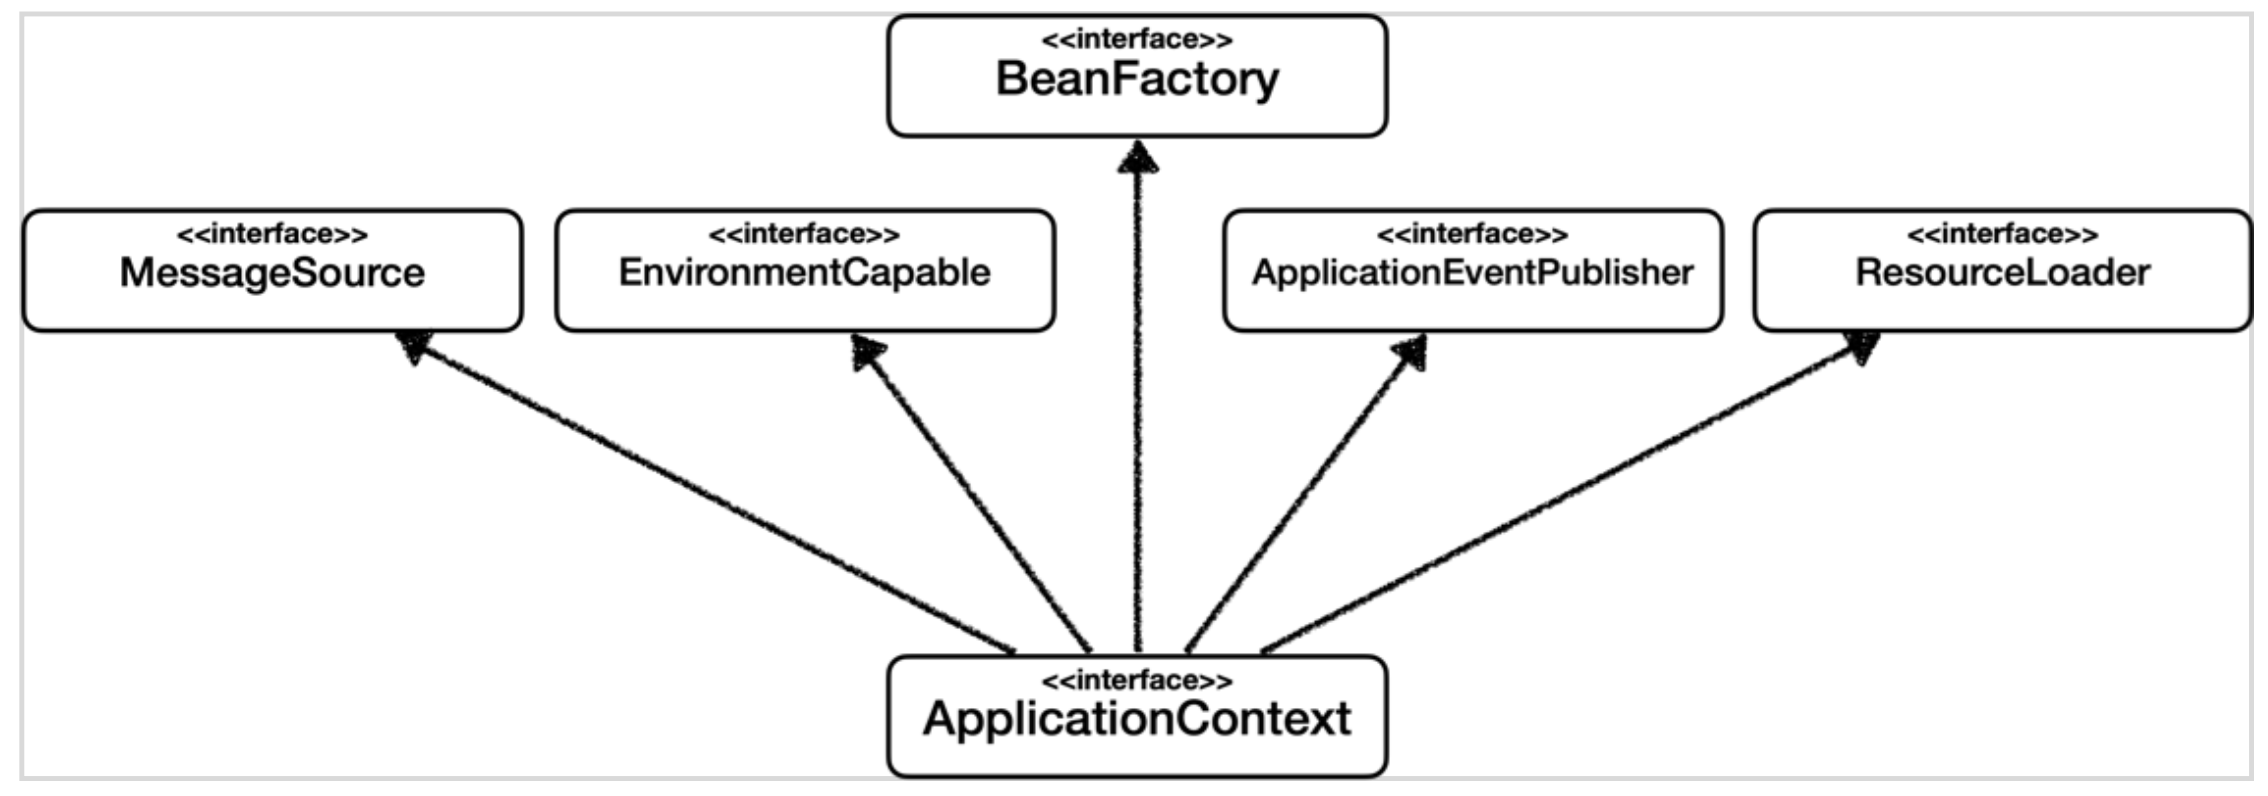 <<interface>>
BeanFactory
<<interface>>
MessageSource
<<interface>>
EnvironmentCapable
<<interface>>
ApplicationEventPublisher
<<interface>>
ResourceLoader
<<interface>>
ApplicationContext